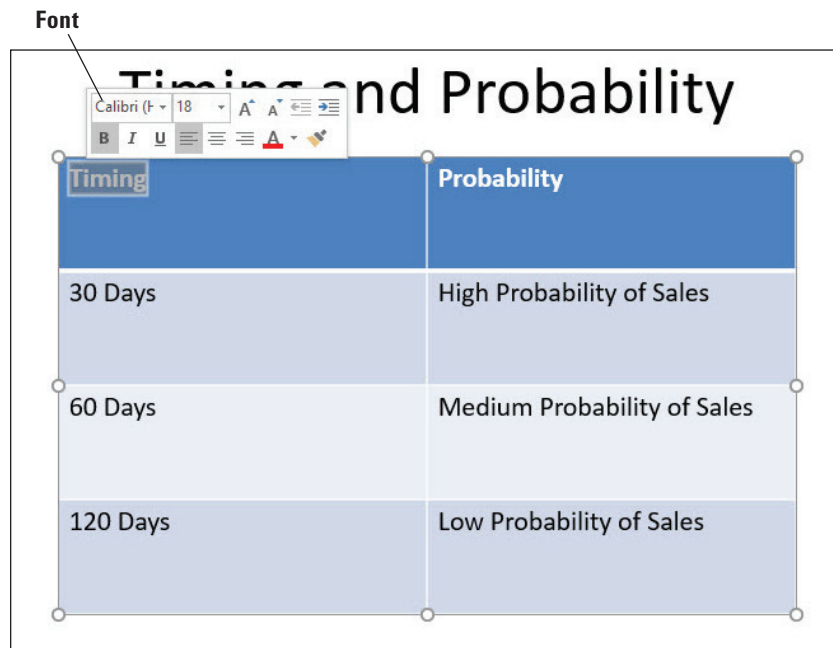 Font
Timing and Probability
Calibri (H 18 A A
B I U A
Timing Probability
30 Days High Probability of Sales
60 Days Medium Probability of Sales
120 Days Low Probability of Sales